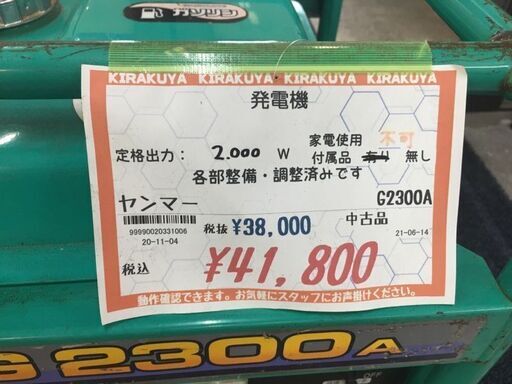 ガソリン
KIRAKUYA KIRAKUYA KIRAKUYA KIRAKUYA
発電機
定格出力： 2.000 W 家電使用 不可
付属品 有り 無し
各部整備・調整済みです
ヤンマー G2300A
99990020331006
20-11-04
税抜 ¥38,000 中古品 21-06-14
税込 ¥41,800
動作確認できます。お気軽にスタッフにお声掛けください。
G2300A
OFF